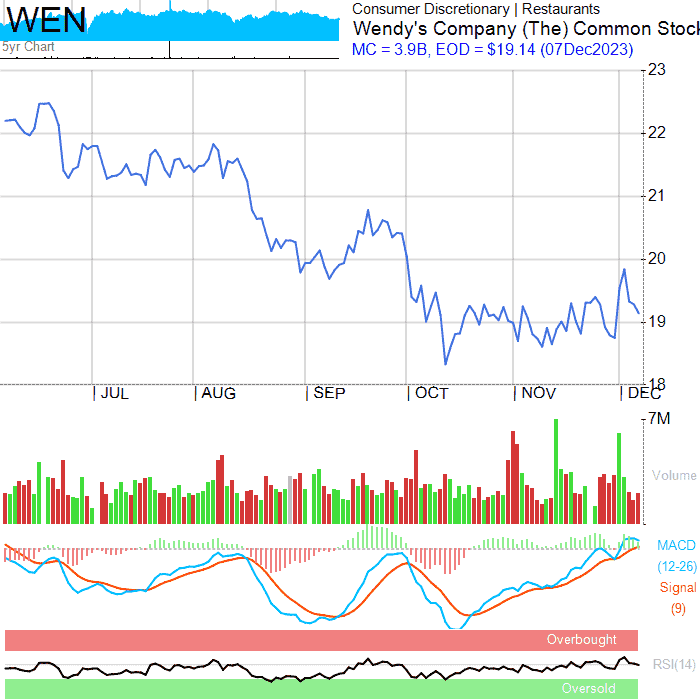 WEN
5yr Chart
Consumer Discretionary | Restaurants
Wendy's Company (The) Common Stock
MC = 3.9B, EOD = $19.14 (07Dec2023)
23
22
21
20
19
18
JUL AUG SEP OCT NOV DEC
7M
Volume
MACD
(12-26)
Signal
(9)
Overbought
RSI(14)
Oversold